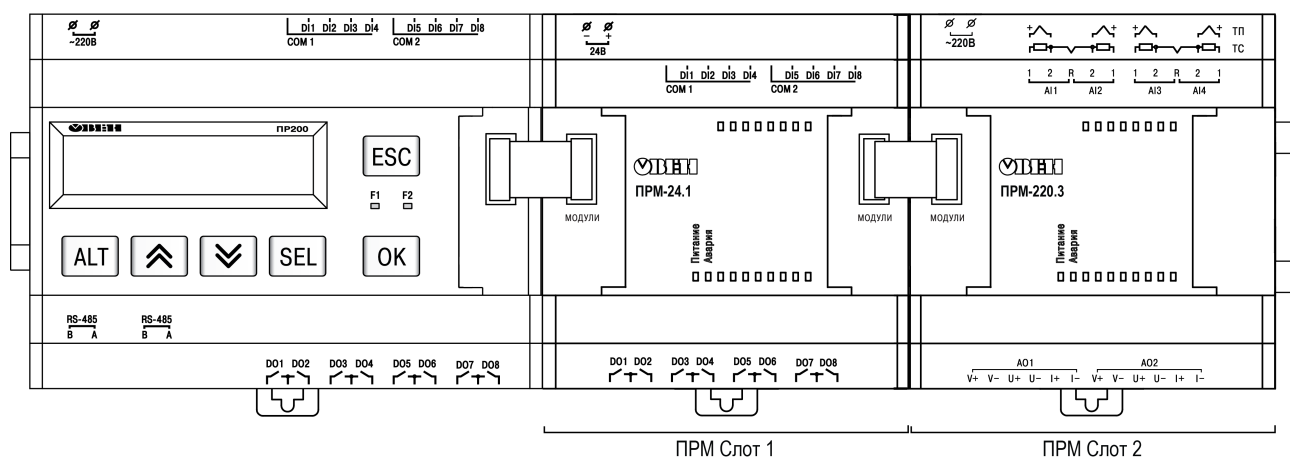 ~220В
DI1 DI2 DI3 DI4 DI5 DI6 DI7 DI8
COM 1 COM 2
ОВЕН ПР200
ESC
F1 F2
ALT SEL OK
RS-485 RS-485
B A B A
DO1 DO2 DO3 DO4 DO5 DO6 DO7 DO8
– +
24В
DI1 DI2 DI3 DI4 DI5 DI6 DI7 DI8
COM 1 COM 2
ОВЕН
ПРМ-24.1
МОДУЛИ МОДУЛИ
Питание
Авария
DO1 DO2 DO3 DO4 DO5 DO6 DO7 DO8
ПРМ Слот 1
~220В
+ + + + ТП
ТС
1 2 R 2 1 1 2 R 2 1
AI1 AI2 AI3 AI4
ОВЕН
ПРМ-220.3
МОДУЛИ
Питание
Авария
AO1 AO2
V+ V– U+ U– I+ I– V+ V– U+ U– I+ I–
ПРМ Слот 2